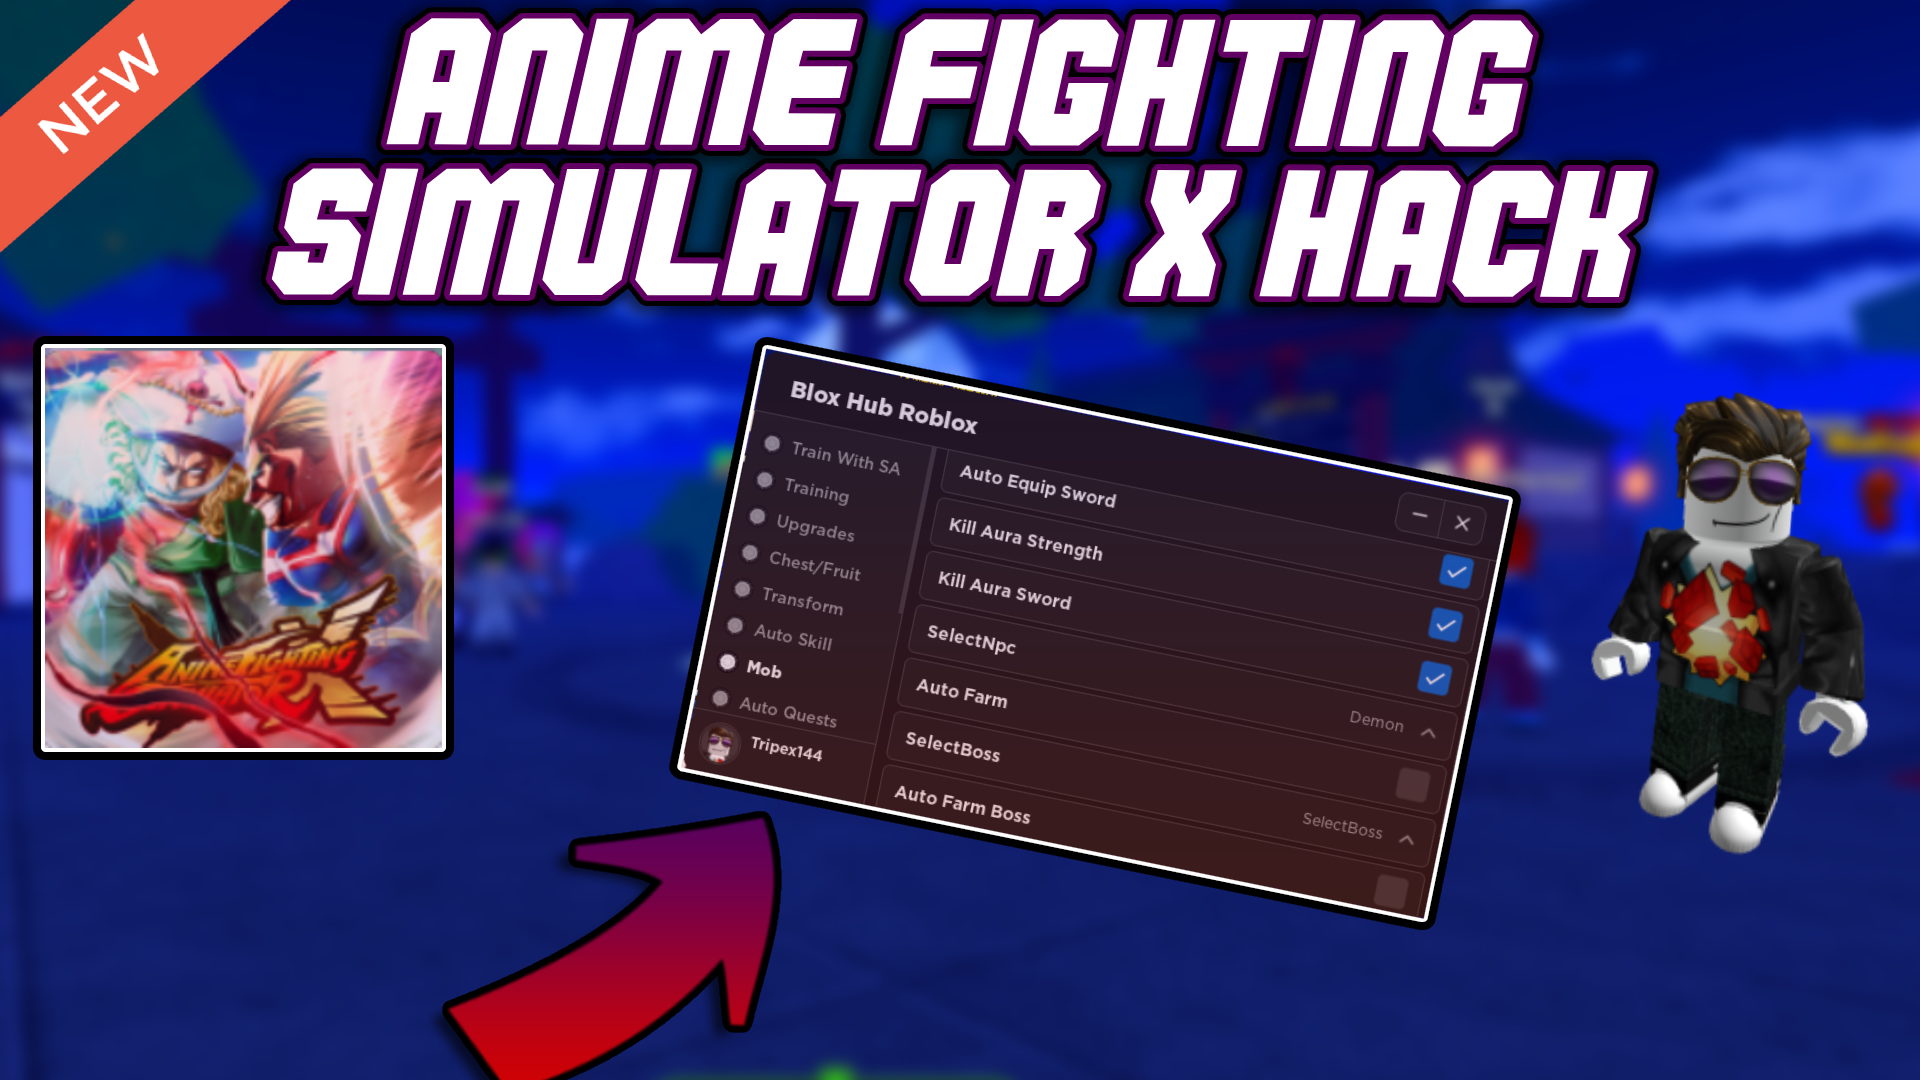 NEW
ANIME FIGHTING
SIMULATOR X HACK
ANIME FIGHTING
X
Blox Hub Roblox
Train With SA
Training
Upgrades
Chest/Fruit
Transform
Auto Skill
Mob
Auto Quests
Tripex144
Auto Equip Sword
Kill Aura Strength
Kill Aura Sword
SelectNpc
Demon
Auto Farm
SelectBoss
SelectBoss
Auto Farm Boss